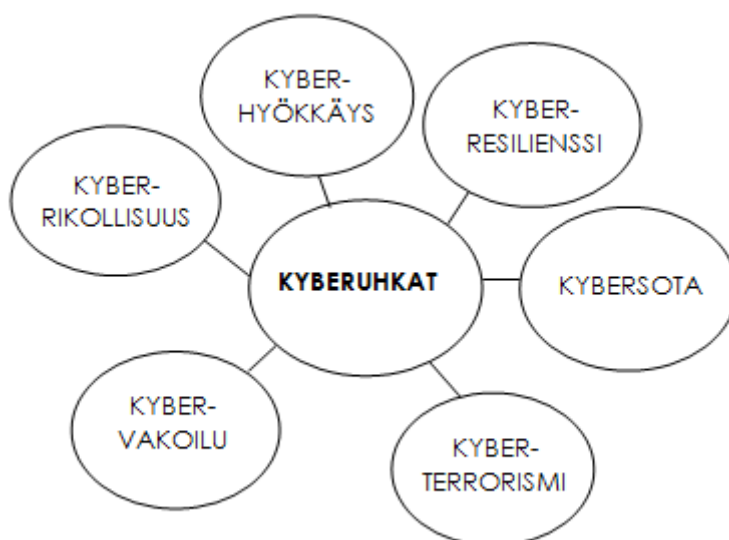 KYBER-
HYÖKKÄYS
KYBER-
RESILIENSSI
KYBER-
RIKOLLISUUS
KYBERUHKAT
KYBERSOTA
KYBER-
VAKOILU
KYBER-
TERRORISMI